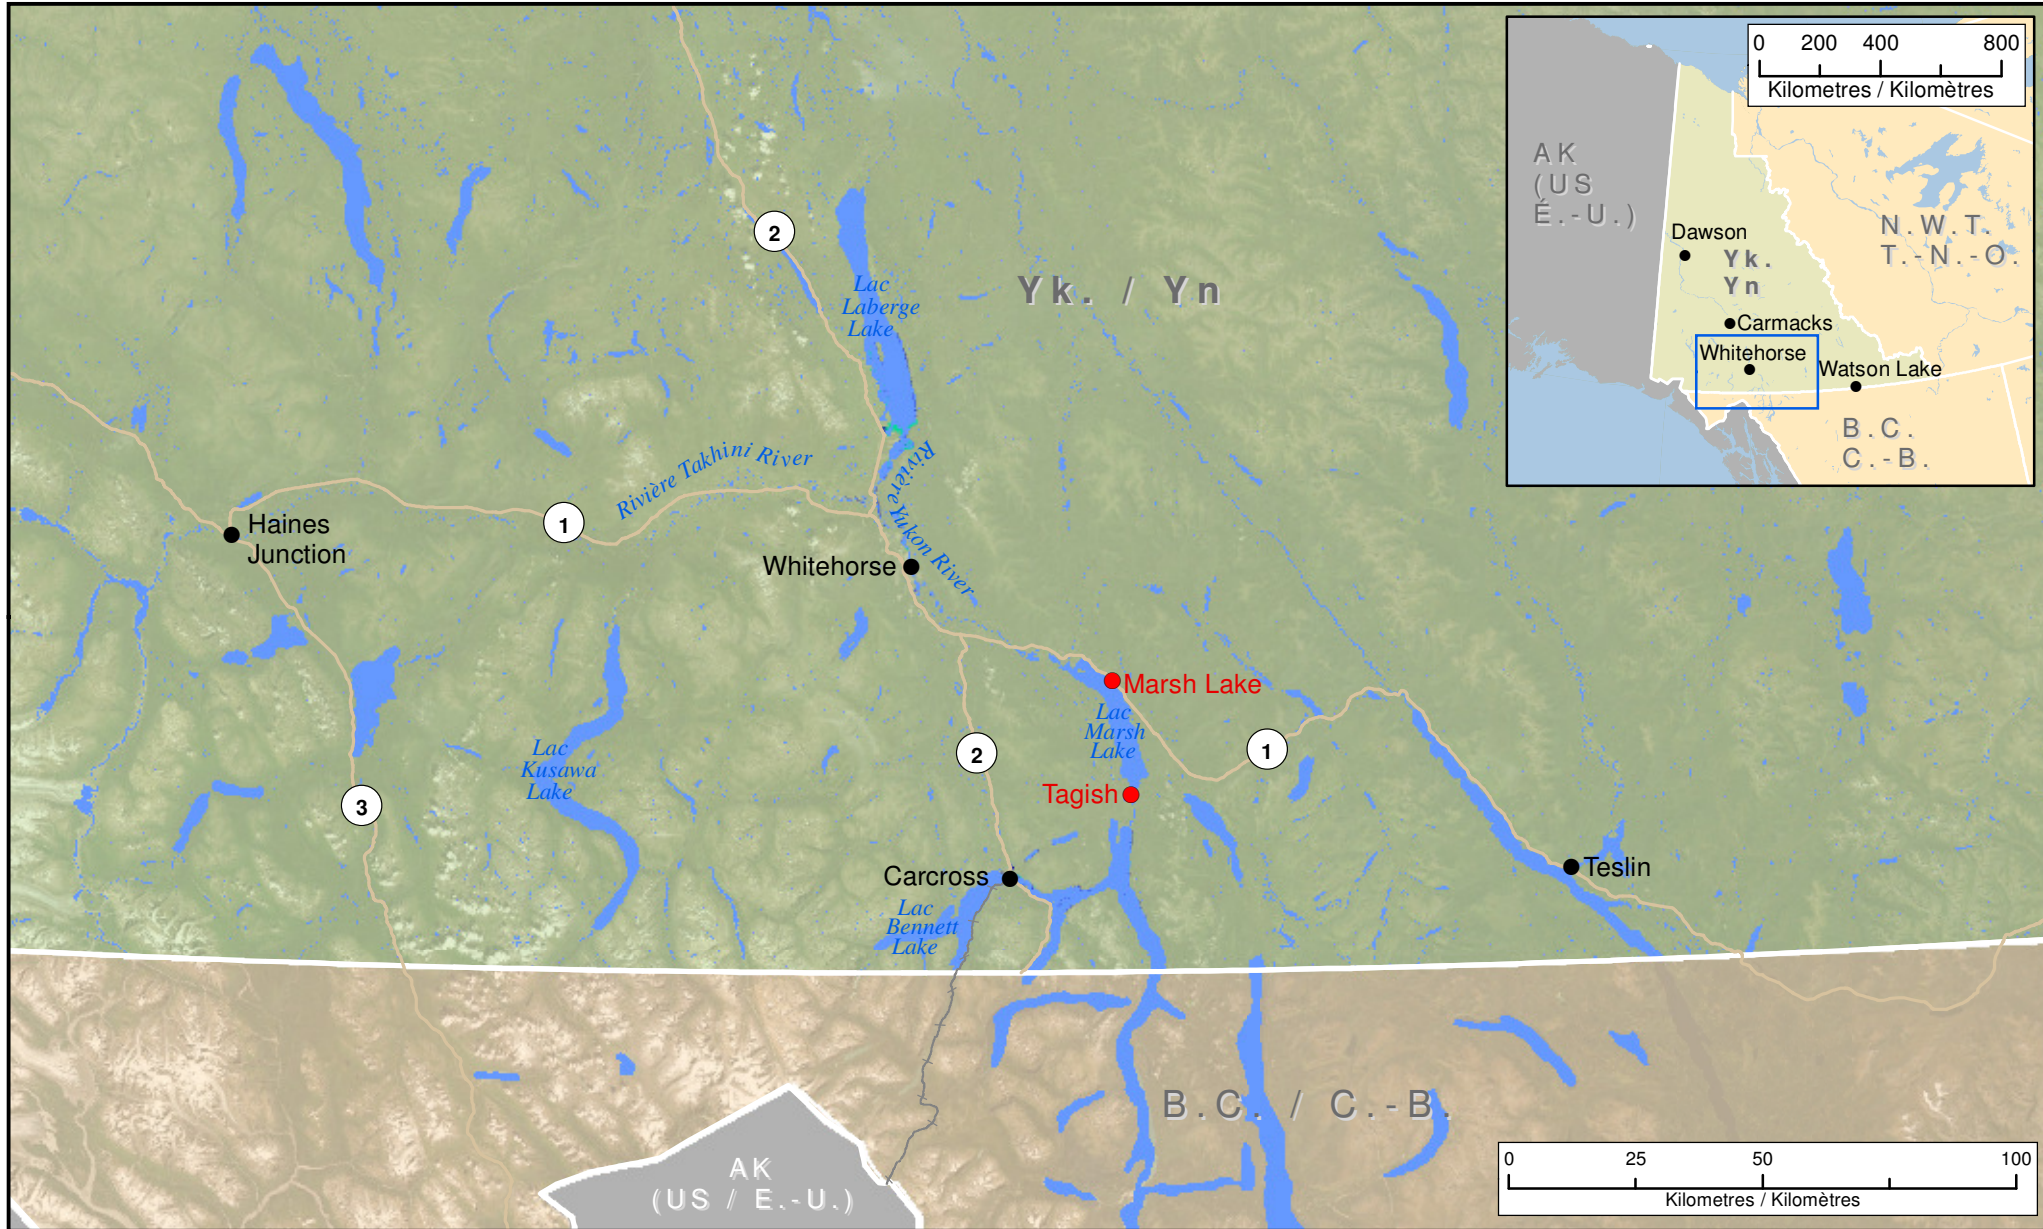 0 200 400 800
Kilometres / Kilomètres
AK
(US
É.-U.)
N.W.T.
T.-N.-O.
Dawson
Yk.
Yn
Carmacks
Whitehorse
Watson Lake
B.C.
C.-B.
2
Lac
Laberge
Lake
Yk. / Yn
Rivière Takhini River
Rivière Yukon River
Haines
Junction
1
Whitehorse
Marsh Lake
Lac
Marsh
Lake
Lac
Kusawa
Lake
2
1
Tagish
3
Carcross
Teslin
Lac
Bennett
Lake
B.C. / C.-B.
AK
(US / E.-U.)
0 25 50 100
Kilometres / Kilomètres